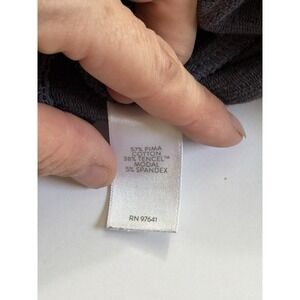 57% PIMA
COTTON
38% TENCEL™
MODAL
5% SPANDEX
RN 97641